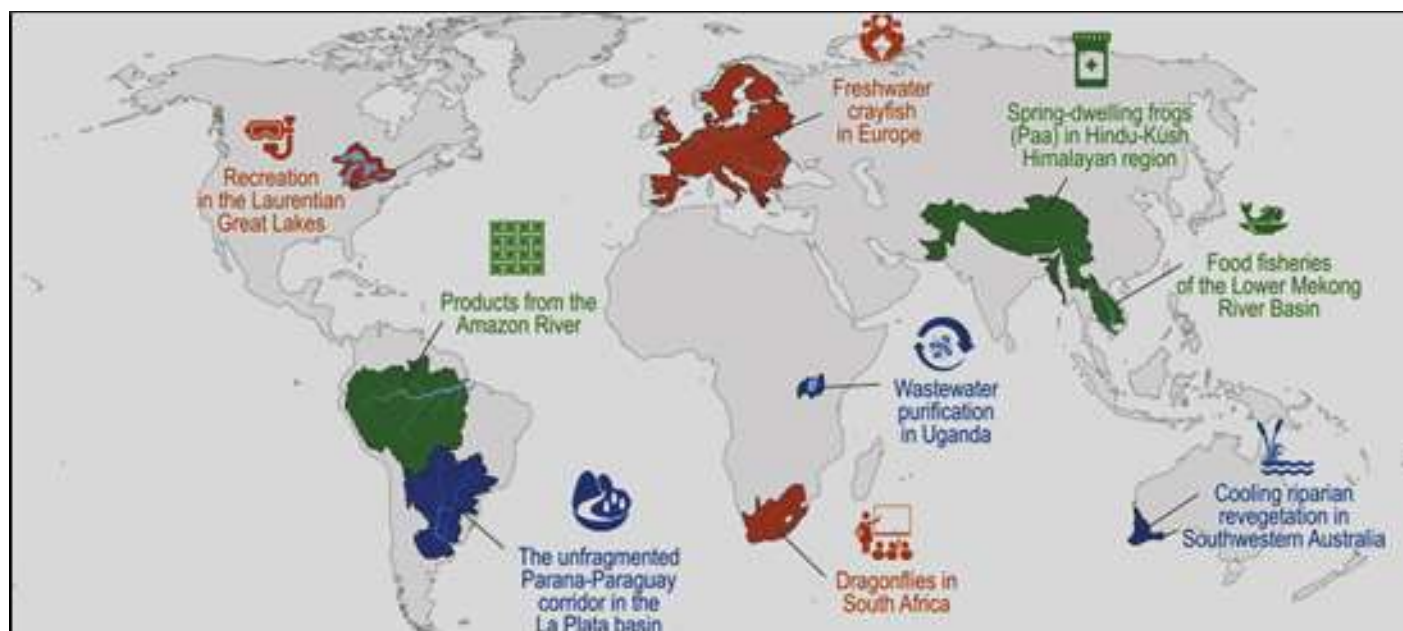 Freshwater
crayfish
in Europe
Spring-dwelling frogs
(Paa) in Hindu-Kush
Himalayan region
Recreation
in the Laurentian
Great Lakes
Products from the
Amazon River
Food fisheries
of the Lower Mekong
River Basin
Wastewater
purification
in Uganda
Cooling riparian
revegetation in
Southwestern Australia
The unfragmented
Parana-Paraguay
corridor in the
La Plata basin
Dragonflies in
South Africa